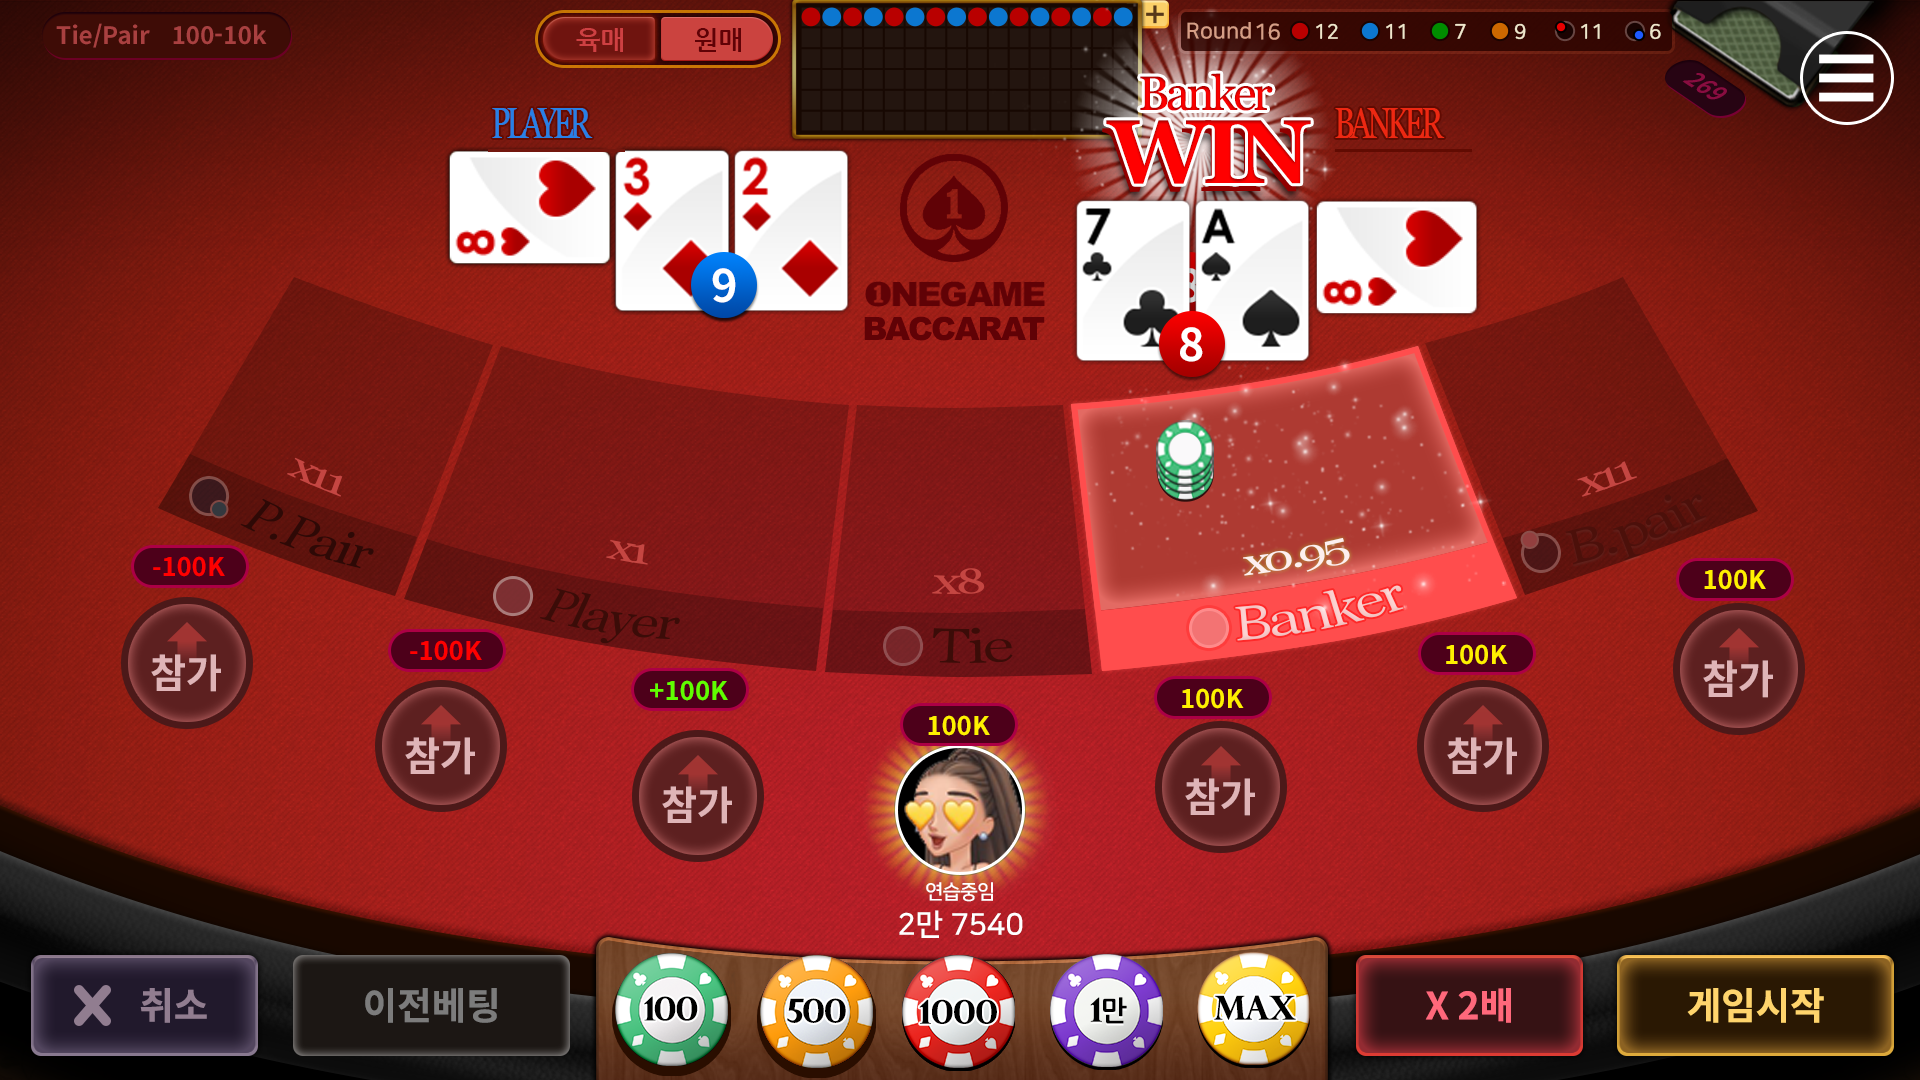 Tie/Pair 100-10k
육매 원매
+
Round 16 12 11 7 9 11 6
269
PLAYER
Banker
WIN
BANKER
8 3 2
9
1
1NEGAME
BACCARAT
7 A 8
8
x11
P.Pair
x1
Player
x8
Tie
x0.95
Banker
x11
B.pair
-100K
참가
-100K
참가
+100K
참가
100K
연습중임
2만 7540
100K
참가
100K
참가
100K
참가
취소
이전베팅
100
500
1000
1만
MAX
X 2배
게임시작